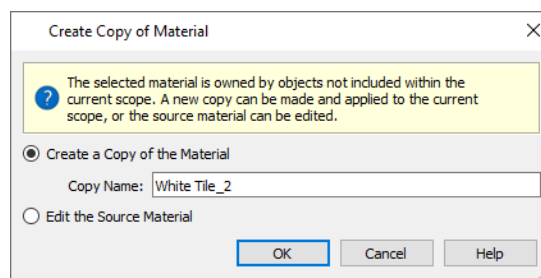 Create Copy of Material
The selected material is owned by objects not included within the
current scope. A new copy can be made and applied to the current
scope, or the source material can be edited.
Create a Copy of the Material
Copy Name: White Tile_2
Edit the Source Material
OK Cancel Help